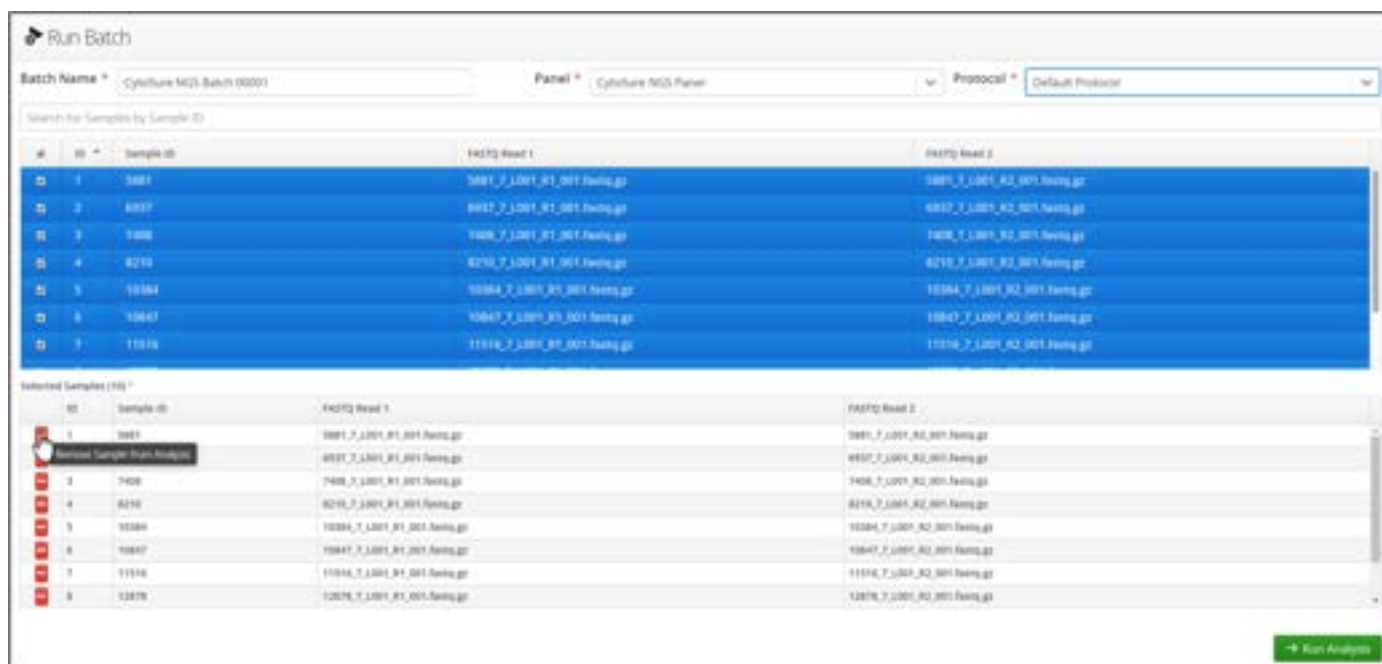 Run Batch
Batch Name * CytoSure NGS Batch 00001 Panel * CytoSure NGS Panel Protocol * Default Protocol
Search for Samples by Sample ID
ID Sample ID FASTQ Read 1 FASTQ Read 2
1 5881 5881_7_L001_R1_001.fastq.gz 5881_7_L001_R2_001.fastq.gz
2 6937 6937_7_L001_R1_001.fastq.gz 6937_7_L001_R2_001.fastq.gz
3 7408 7408_7_L001_R1_001.fastq.gz 7408_7_L001_R2_001.fastq.gz
4 8210 8210_7_L001_R1_001.fastq.gz 8210_7_L001_R2_001.fastq.gz
5 10384 10384_7_L001_R1_001.fastq.gz 10384_7_L001_R2_001.fastq.gz
6 10847 10847_7_L001_R1_001.fastq.gz 10847_7_L001_R2_001.fastq.gz
7 11516 11516_7_L001_R1_001.fastq.gz 11516_7_L001_R2_001.fastq.gz
Selected Samples (10) *
ID Sample ID FASTQ Read 1 FASTQ Read 2
1 5881 5881_7_L001_R1_001.fastq.gz 5881_7_L001_R2_001.fastq.gz
Remove Sample from Analysis 6937_7_L001_R1_001.fastq.gz 6937_7_L001_R2_001.fastq.gz
3 7408 7408_7_L001_R1_001.fastq.gz 7408_7_L001_R2_001.fastq.gz
4 8210 8210_7_L001_R1_001.fastq.gz 8210_7_L001_R2_001.fastq.gz
5 10384 10384_7_L001_R1_001.fastq.gz 10384_7_L001_R2_001.fastq.gz
6 10847 10847_7_L001_R1_001.fastq.gz 10847_7_L001_R2_001.fastq.gz
7 11516 11516_7_L001_R1_001.fastq.gz 11516_7_L001_R2_001.fastq.gz
8 12878 12878_7_L001_R1_001.fastq.gz 12878_7_L001_R2_001.fastq.gz
Run Analysis